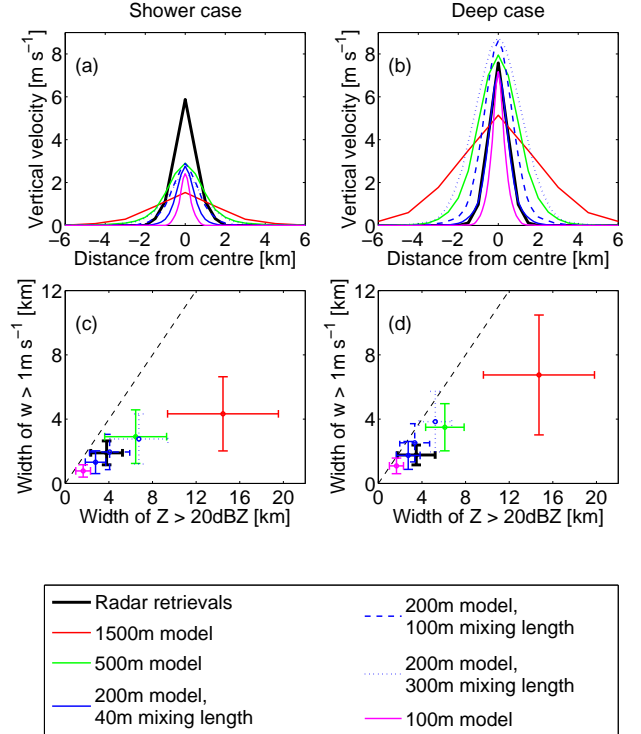 Shower case
Deep case
Vertical velocity [m s⁻¹]
8
6
4
2
0
(a)
−6 −4 −2 0 2 4 6
Distance from centre [km]
Vertical velocity [m s⁻¹]
8
6
4
2
0
(b)
−6 −4 −2 0 2 4 6
Distance from centre [km]
Width of w > 1m s⁻¹ [km]
12
8
4
0
(c)
0 4 8 12 16 20
Width of Z > 20dBZ [km]
Width of w > 1m s⁻¹ [km]
12
8
4
0
(d)
0 4 8 12 16 20
Width of Z > 20dBZ [km]
Radar retrievals
1500m model
500m model
200m model,
40m mixing length
200m model,
100m mixing length
200m model,
300m mixing length
100m model